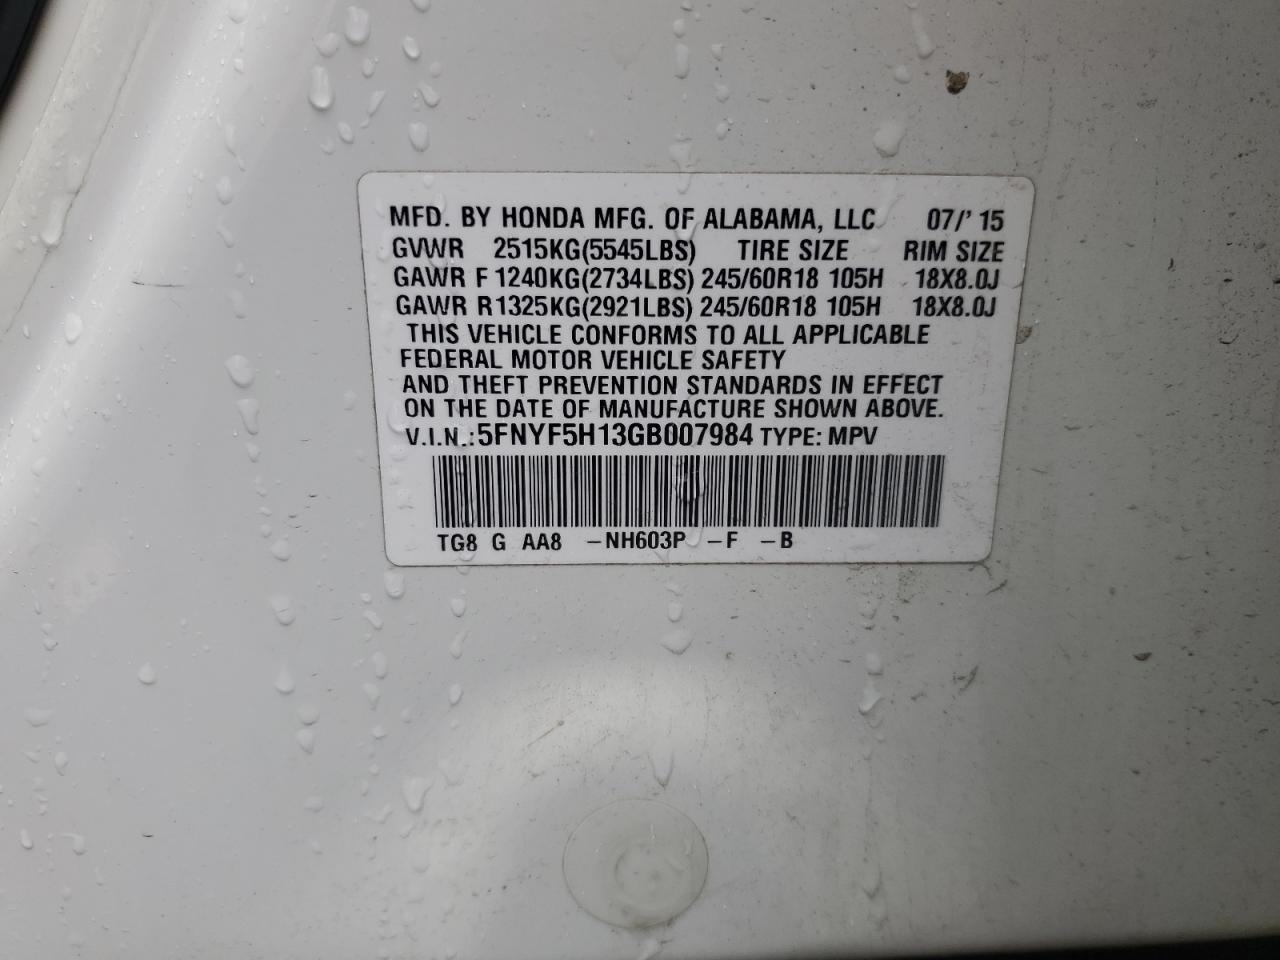 MFD. BY HONDA MFG. OF ALABAMA, LLC 07/' 15
GVWR 2515KG(5545LBS) TIRE SIZE RIM SIZE
GAWR F 1240KG(2734LBS) 245/60R18 105H 18X8.0J
GAWR R1325KG(2921LBS) 245/60R18 105H 18X8.0J
THIS VEHICLE CONFORMS TO ALL APPLICABLE
FEDERAL MOTOR VEHICLE SAFETY
AND THEFT PREVENTION STANDARDS IN EFFECT
ON THE DATE OF MANUFACTURE SHOWN ABOVE.
V.I.N.:5FNYF5H13GB007984 TYPE: MPV
TG8 G AA8 -NH603P -F -B